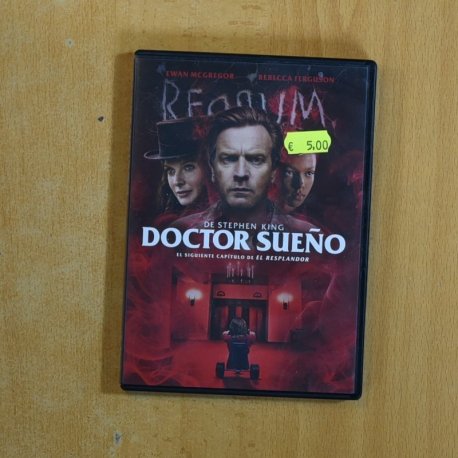 EWAN McGREGOR REBECCA FERGUSON
REDRUM
€ 5,00
DE STEPHEN KING
DOCTOR SUEÑO
EL SIGUIENTE CAPÍTULO DE EL RESPLANDOR